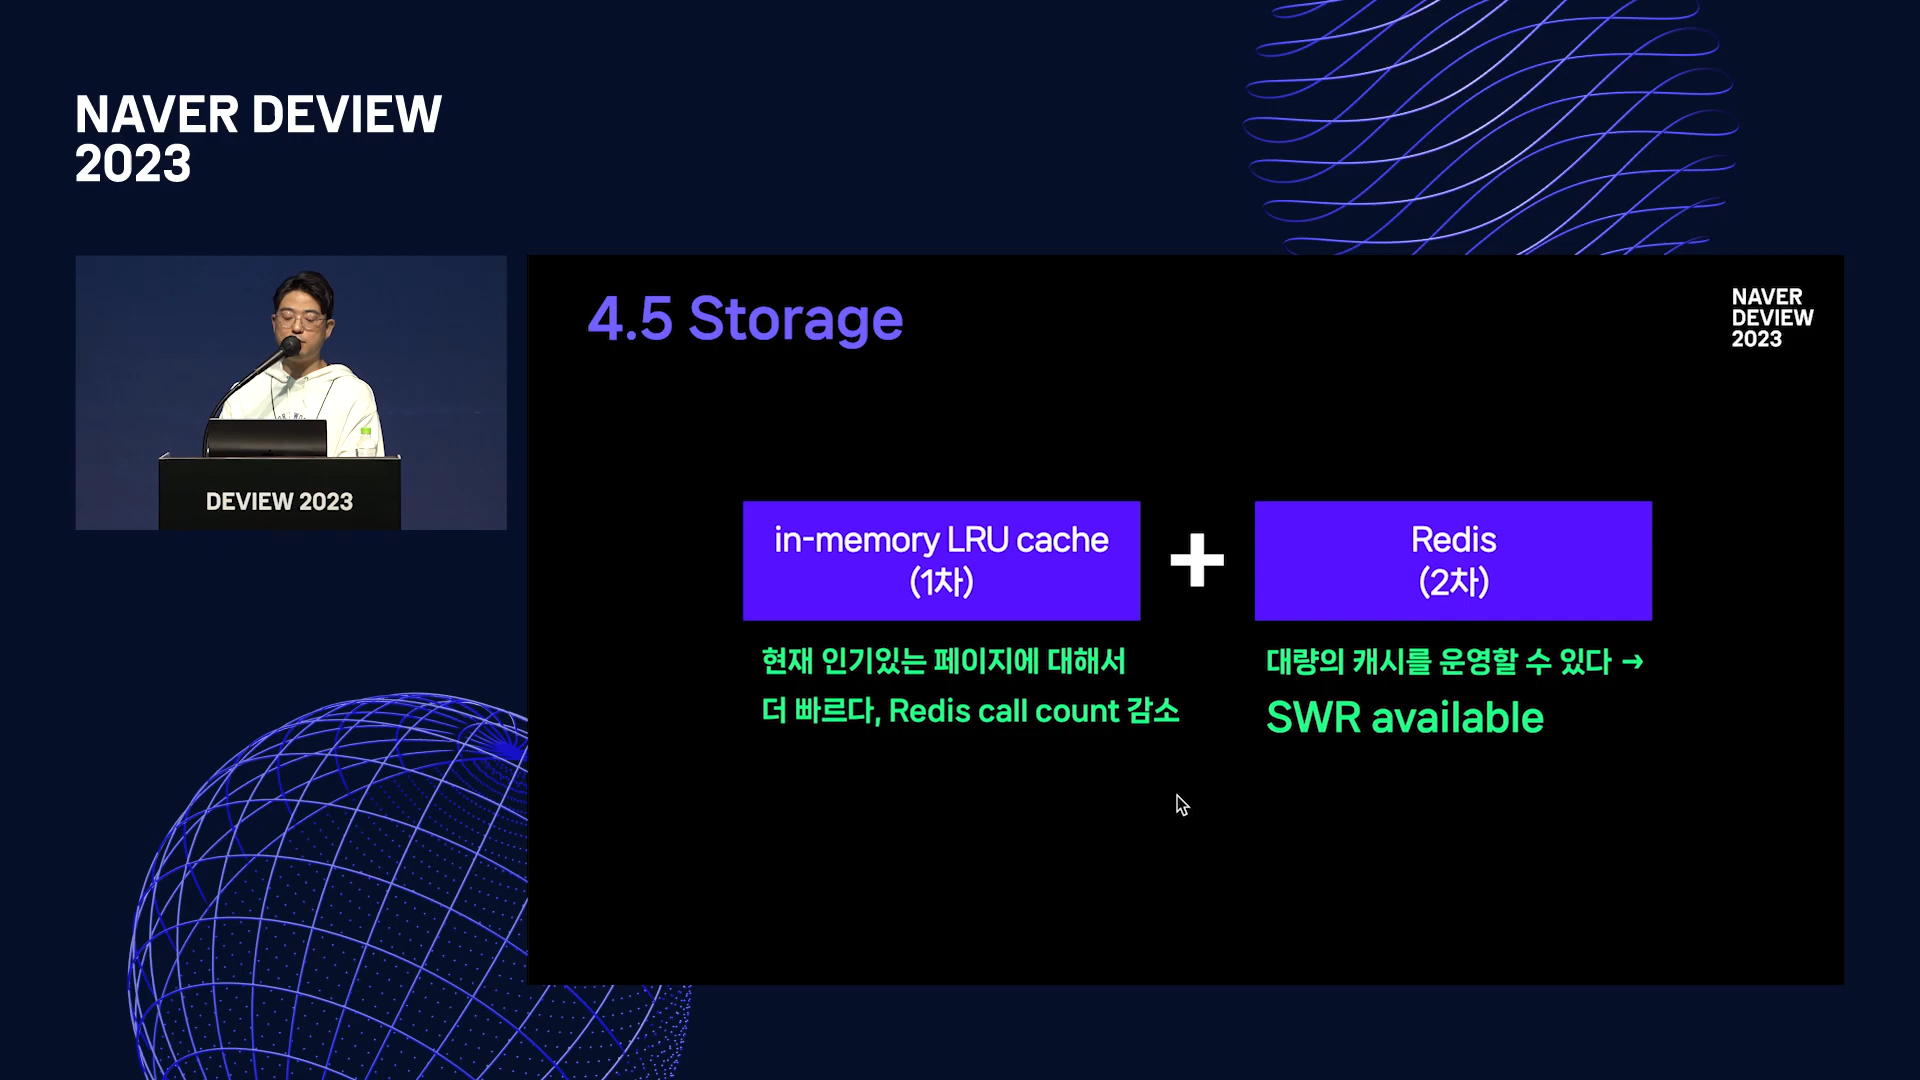 NAVER DEVIEW
2023
DEVIEW 2023
4.5 Storage
NAVER
DEVIEW
2023
in-memory LRU cache
(1차)
+
Redis
(2차)
현재 인기있는 페이지에 대해서
더 빠르다, Redis call count 감소
대량의 캐시를 운영할 수 있다 →
SWR available